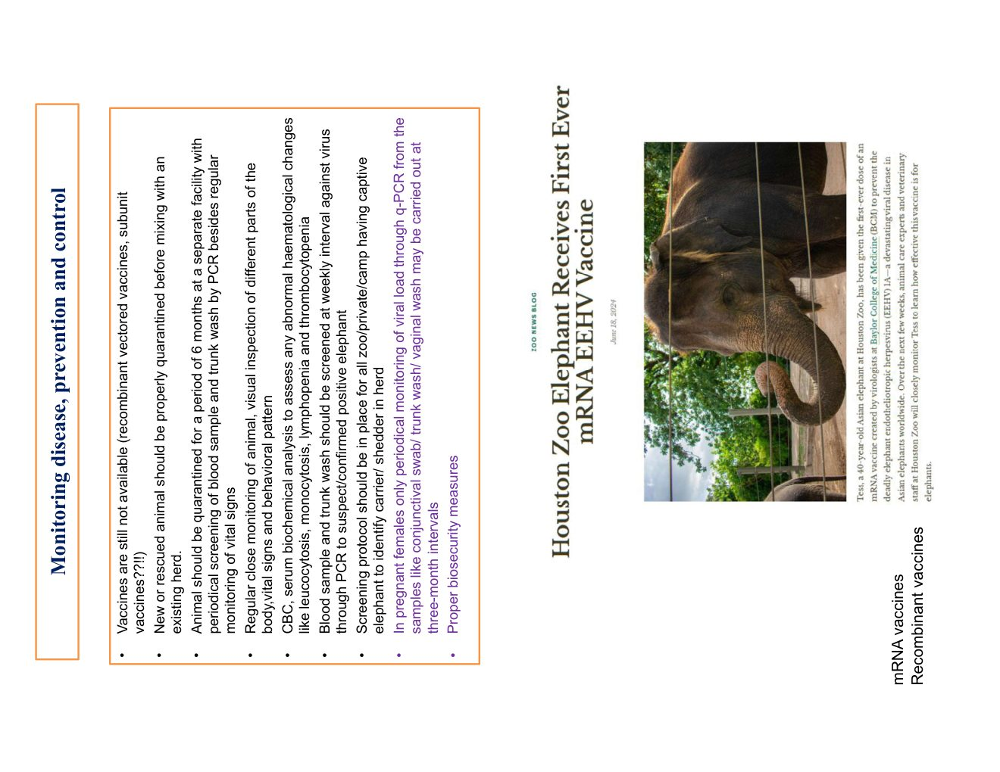 Monitoring disease, prevention and control
• Vaccines are still not available (recombinant vectored vaccines, subunit
vaccines??!!)
• New or rescued animal should be properly quarantined before mixing with an
existing herd.
• Animal should be quarantined for a period of 6 months at a separate facility with
periodical screening of blood sample and trunk wash by PCR besides regular
monitoring of vital signs
• Regular close monitoring of animal, visual inspection of different parts of the
body,vital signs and behavioral pattern
• CBC, serum biochemical analysis to assess any abnormal haematological changes
like leucocytosis, monocytosis, lymphopenia and thrombocytopenia
• Blood sample and trunk wash should be screened at weekly interval against virus
through PCR to suspect/confirmed positive elephant
• Screening protocol should be in place for all zoo/private/camp having captive
elephant to identify carrier/ shedder in herd
• In pregnant females only periodical monitoring of viral load through q-PCR from the
samples like conjunctival swab/ trunk wash/ vaginal wash may be carried out at
three-month intervals
• Proper biosecurity measures
ZOO NEWS BLOG
Houston Zoo Elephant Receives First Ever
mRNA EEHV Vaccine
June 18, 2024
Tess, a 40-year-old Asian elephant at Houston Zoo, has been given the first-ever dose of an
mRNA vaccine created by virologists at Baylor College of Medicine (BCM) to prevent the
deadly elephant endotheliotropic herpesvirus (EEHV) 1A—a devastating viral disease in
Asian elephants worldwide. Over the next few weeks, animal care experts and veterinary
staff at Houston Zoo will closely monitor Tess to learn how effective this vaccine is for
elephants.
mRNA vaccines
Recombinant vaccines